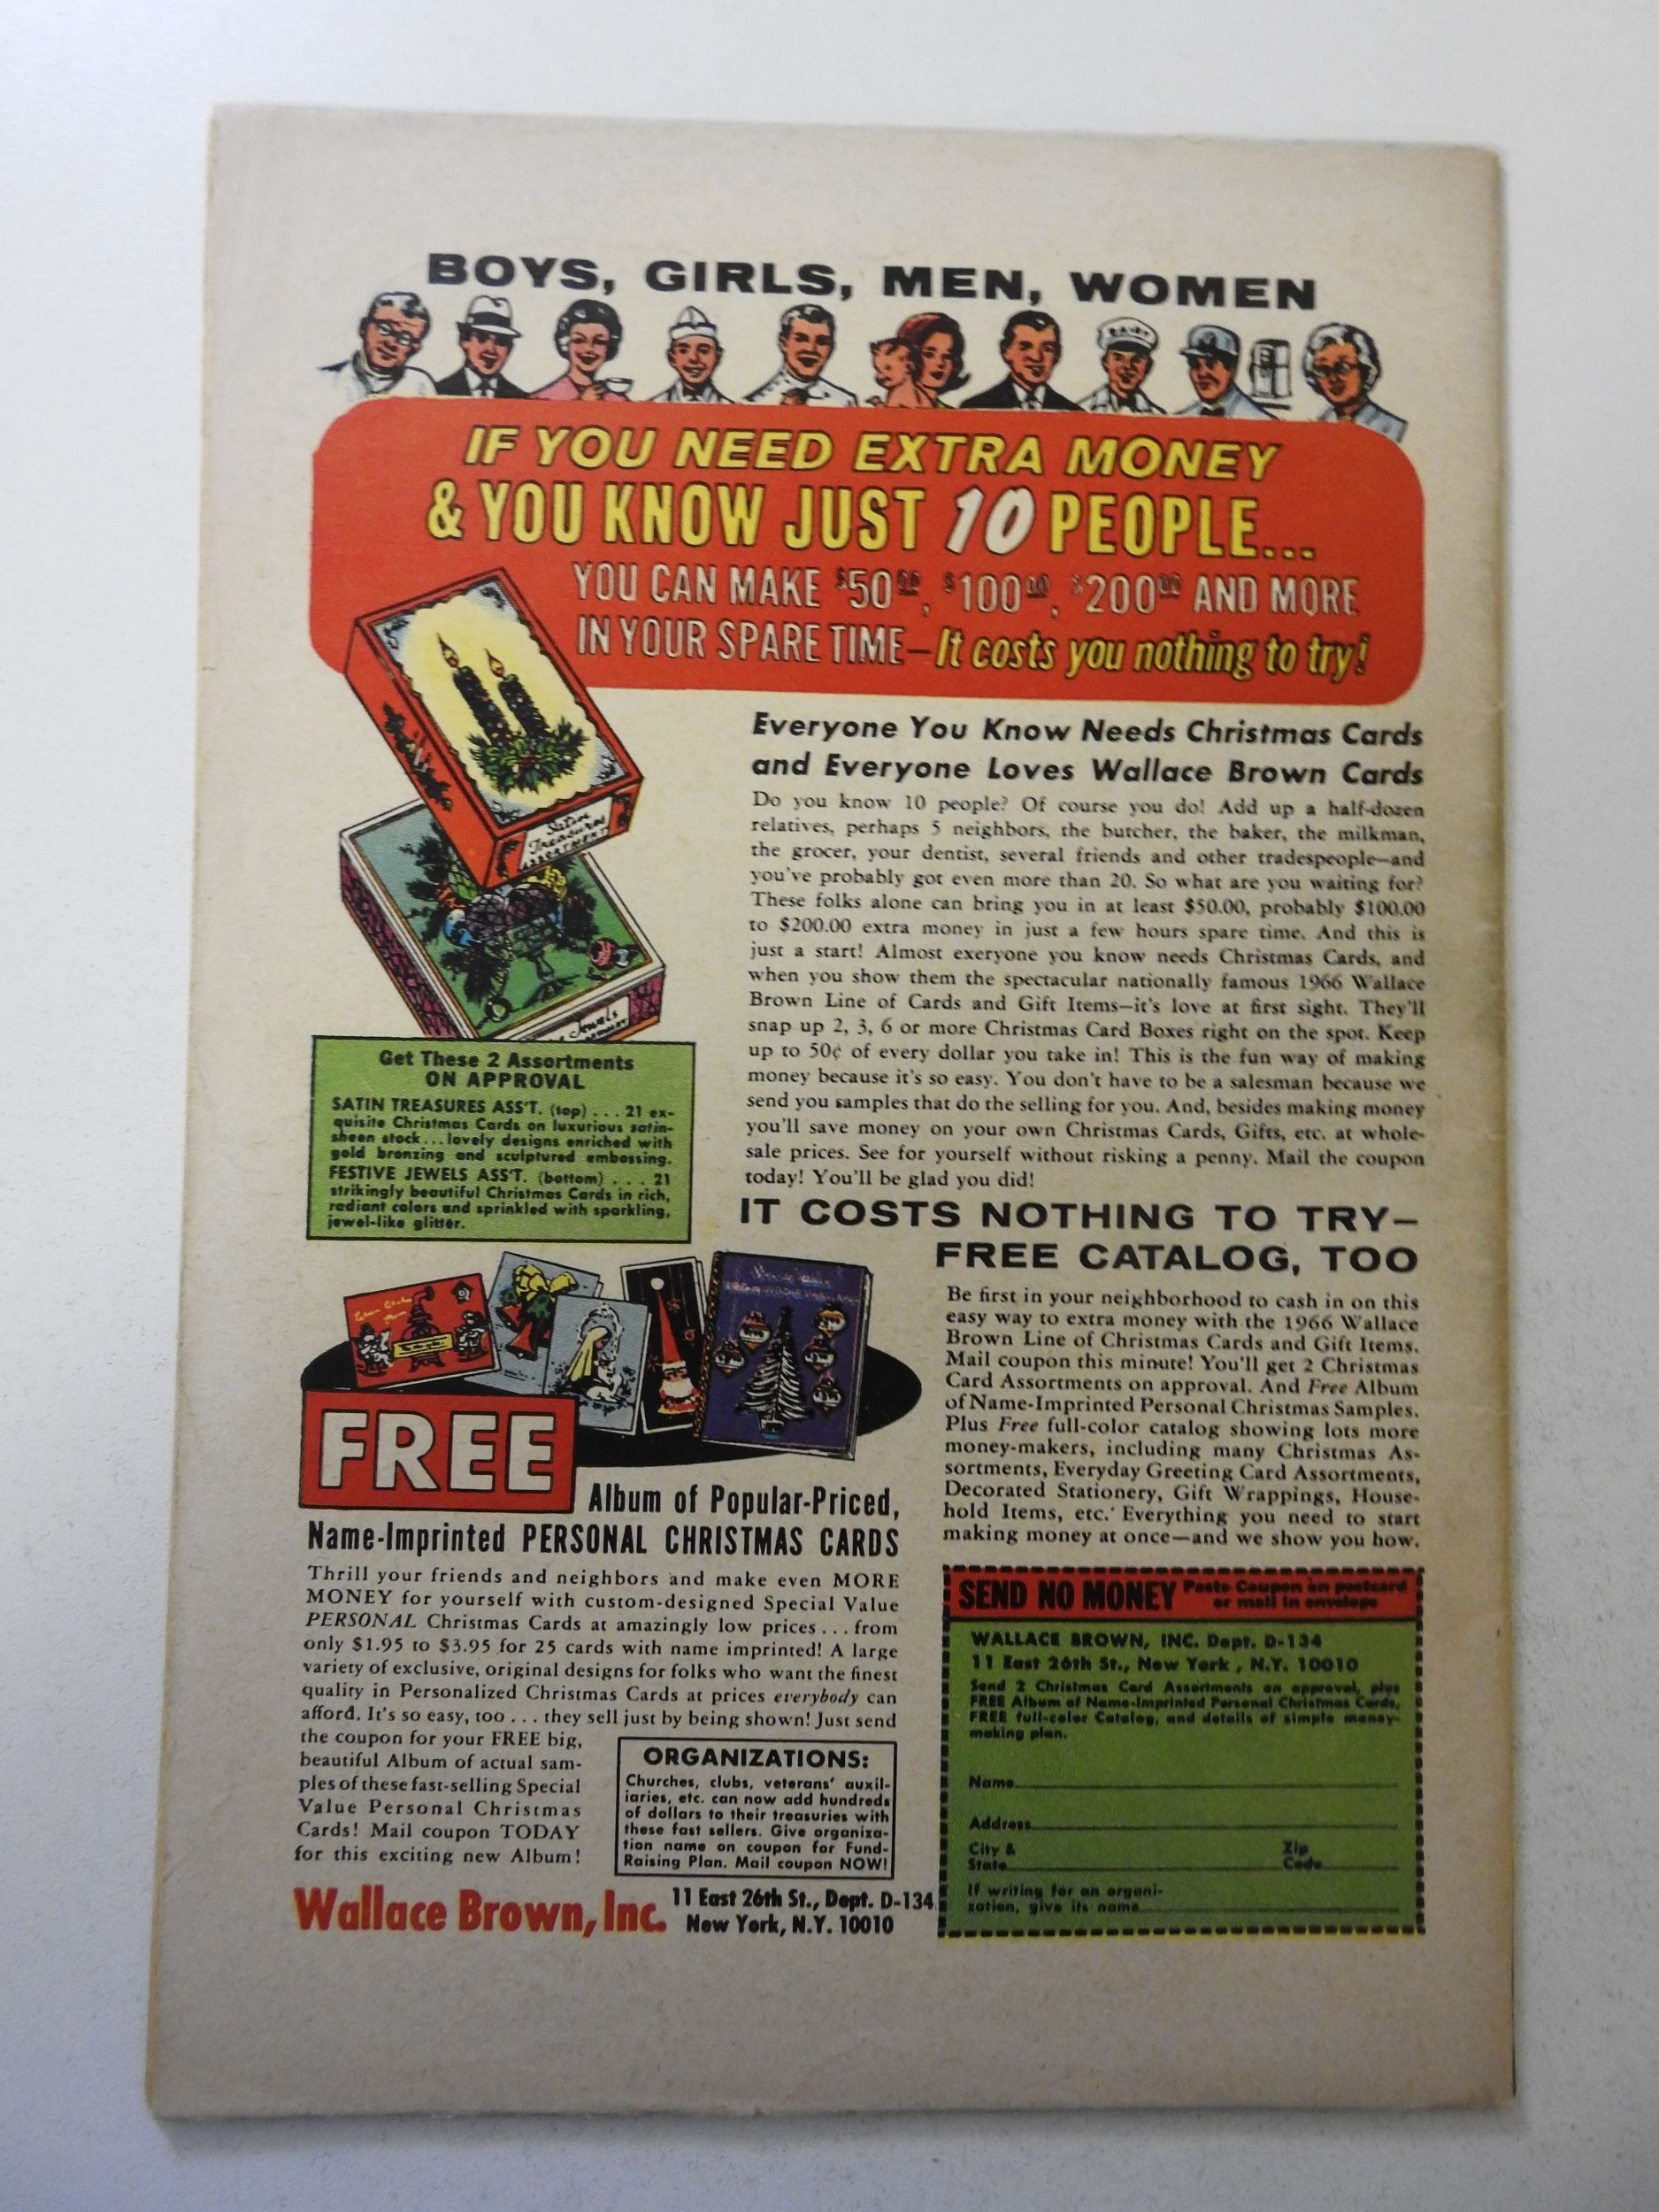 BOYS, GIRLS, MEN, WOMEN
IF YOU NEED EXTRA MONEY
& YOU KNOW JUST 10 PEOPLE...
YOU CAN MAKE $50.00, $100.00, $200.00 AND MORE
IN YOUR SPARE TIME—It costs you nothing to try!
Satin
Treasures
ASSORTMENT
Jewels
Everyone You Know Needs Christmas Cards
and Everyone Loves Wallace Brown Cards
Do you know 10 people? Of course you do! Add up a half-dozen
relatives, perhaps 5 neighbors, the butcher, the baker, the milkman,
the grocer, your dentist, several friends and other tradespeople—and
you've probably got even more than 20. So what are you waiting for?
These folks alone can bring you in at least $50.00, probably $100.00
to $200.00 extra money in just a few hours spare time. And this is
just a start! Almost exeryone you know needs Christmas Cards, and
when you show them the spectacular nationally famous 1966 Wallace
Brown Line of Cards and Gift Items—it's love at first sight. They'll
snap up 2, 3, 6 or more Christmas Card Boxes right on the spot. Keep
up to 50¢ of every dollar you take in! This is the fun way of making
money because it's so easy. You don't have to be a salesman because we
send you samples that do the selling for you. And, besides making money
you'll save money on your own Christmas Cards, Gifts, etc. at whole-
sale prices. See for yourself without risking a penny. Mail the coupon
today! You'll be glad you did!
Get These 2 Assortments
ON APPROVAL
SATIN TREASURES ASS'T. (top) . . . 21 ex-
quisite Christmas Cards on luxurious satin-
sheen stock...lovely designs enriched with
gold bronzing and sculptured embossing.
FESTIVE JEWELS ASS'T. (bottom) . . . 21
strikingly beautiful Christmas Cards in rich,
radiant colors and sprinkled with sparkling,
jewel-like glitter.
IT COSTS NOTHING TO TRY—
FREE CATALOG, TOO
Be first in your neighborhood to cash in on this
easy way to extra money with the 1966 Wallace
Brown Line of Christmas Cards and Gift Items.
Mail coupon this minute! You'll get 2 Christmas
Card Assortments on approval. And Free Album
of Name-Imprinted Personal Christmas Samples.
Plus Free full-color catalog showing lots more
money-makers, including many Christmas As-
sortments, Everyday Greeting Card Assortments,
Decorated Stationery, Gift Wrappings, House-
hold Items, etc. Everything you need to start
making money at once—and we show you how.
FREE
Album of Popular-Priced,
Name-Imprinted PERSONAL CHRISTMAS CARDS
Thrill your friends and neighbors and make even MORE
MONEY for yourself with custom-designed Special Value
PERSONAL Christmas Cards at amazingly low prices . . . from
only $1.95 to $3.95 for 25 cards with name imprinted! A large
variety of exclusive, original designs for folks who want the finest
quality in Personalized Christmas Cards at prices everybody can
afford. It's so easy, too . . . they sell just by being shown! Just send
the coupon for your FREE big,
beautiful Album of actual sam-
ples of these fast-selling Special
Value Personal Christmas
Cards! Mail coupon TODAY
for this exciting new Album!
ORGANIZATIONS:
Churches, clubs, veterans' auxil-
iaries, etc. can now add hundreds
of dollars to their treasuries with
these fast sellers. Give organiza-
tion name on coupon for Fund-
Raising Plan. Mail coupon NOW!
Wallace Brown, Inc.
11 East 26th St., Dept. D-134
New York, N.Y. 10010
SEND NO MONEY Paste Coupon on postcard
or mail in envelope
WALLACE BROWN, INC. Dept. D-134
11 East 26th St., New York , N.Y. 10010
Send 2 Christmas Card Assortments on approval, plus
FREE Album of Name-Imprinted Personal Christmas Cards,
FREE full-color Catalog, and details of simple money-
making plan.
Name
Address
City & Zip
State Code
If writing for an organi-
zation, give its name